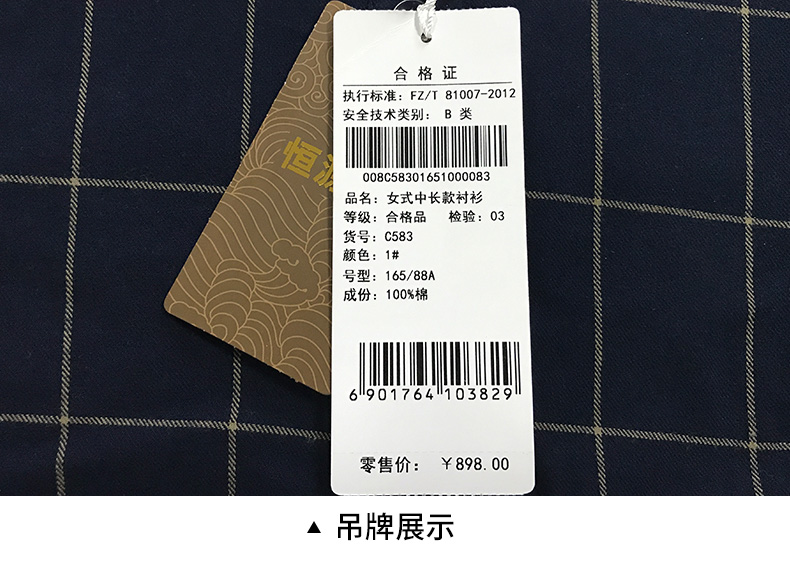 恒源
合格证
执行标准：FZ/T 81007-2012
安全技术类别： B 类
008C58301651000083
品名：女式中长款衬衫
等级：合格品 检验：03
货号：C583
颜色：1#
号型：165/88A
成份：100%棉
6 901764 103829
零售价： ￥898.00
▲ 吊牌展示